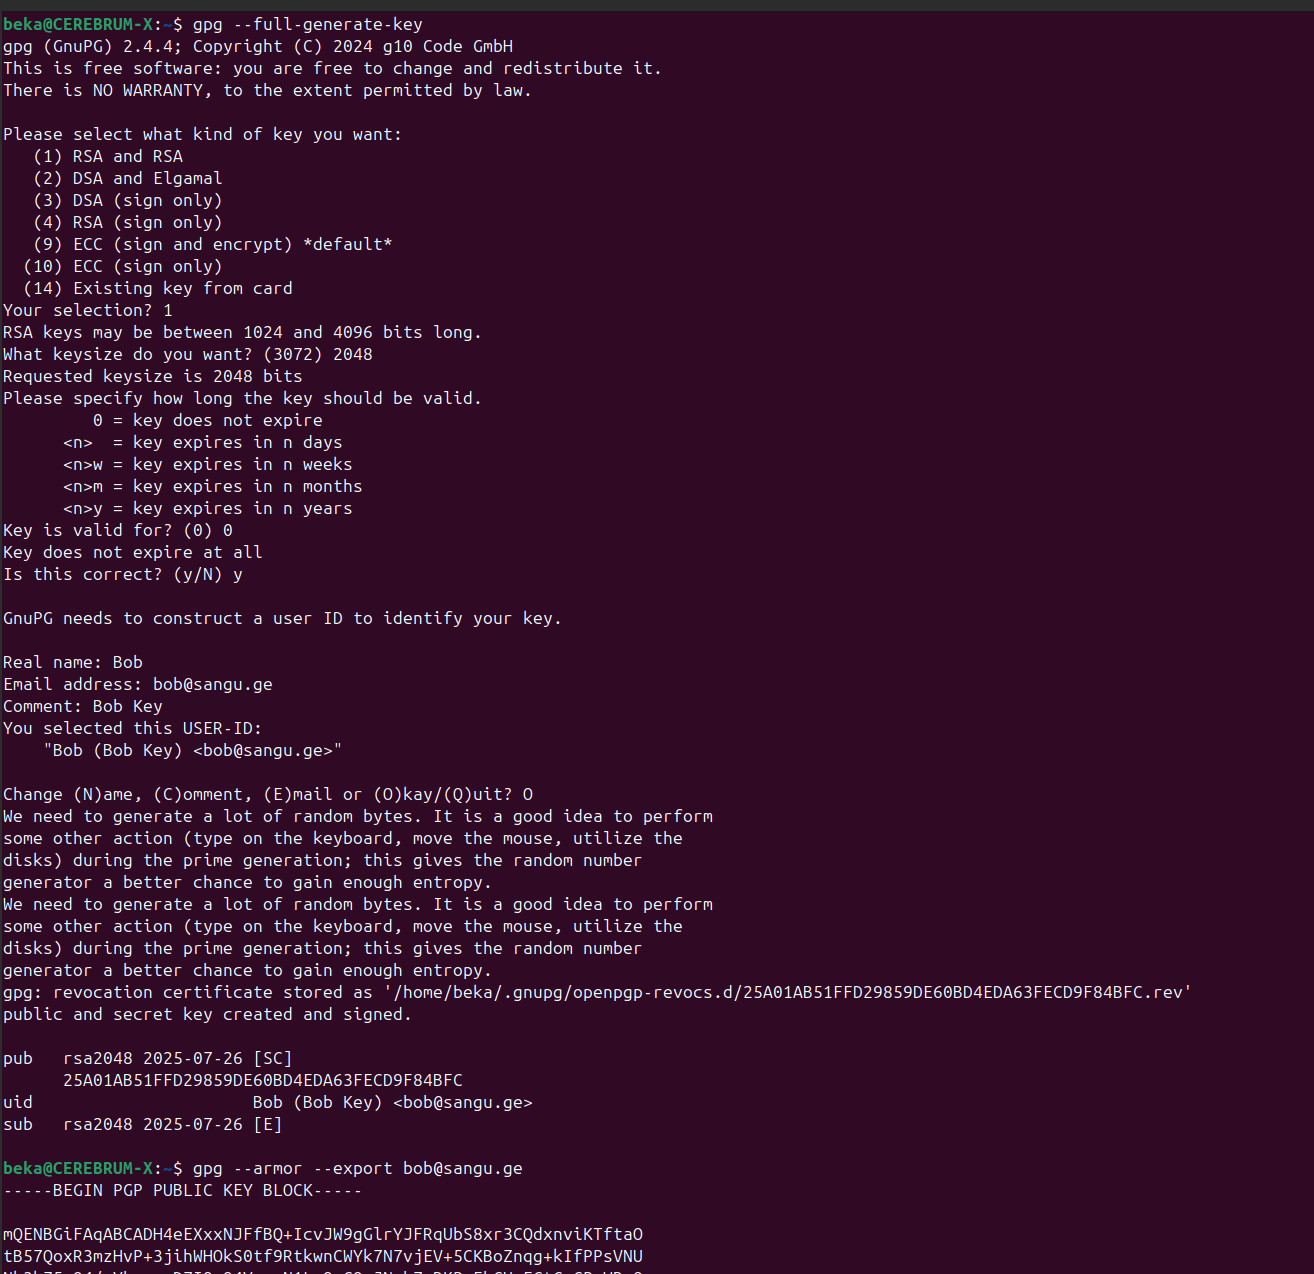 beka@CEREBRUM-X:~$ gpg --full-generate-key
gpg (GnuPG) 2.4.4; Copyright (C) 2024 g10 Code GmbH
This is free software: you are free to change and redistribute it.
There is NO WARRANTY, to the extent permitted by law.

Please select what kind of key you want:
   (1) RSA and RSA
   (2) DSA and Elgamal
   (3) DSA (sign only)
   (4) RSA (sign only)
   (9) ECC (sign and encrypt) *default*
  (10) ECC (sign only)
  (14) Existing key from card
Your selection? 1
RSA keys may be between 1024 and 4096 bits long.
What keysize do you want? (3072) 2048
Requested keysize is 2048 bits
Please specify how long the key should be valid.
         0 = key does not expire
      <n>  = key expires in n days
      <n>w = key expires in n weeks
      <n>m = key expires in n months
      <n>y = key expires in n years
Key is valid for? (0) 0
Key does not expire at all
Is this correct? (y/N) y

GnuPG needs to construct a user ID to identify your key.

Real name: Bob
Email address: bob@sangu.ge
Comment: Bob Key
You selected this USER-ID:
    "Bob (Bob Key) <bob@sangu.ge>"

Change (N)ame, (C)omment, (E)mail or (O)kay/(Q)uit? O
We need to generate a lot of random bytes. It is a good idea to perform
some other action (type on the keyboard, move the mouse, utilize the
disks) during the prime generation; this gives the random number
generator a better chance to gain enough entropy.
We need to generate a lot of random bytes. It is a good idea to perform
some other action (type on the keyboard, move the mouse, utilize the
disks) during the prime generation; this gives the random number
generator a better chance to gain enough entropy.
gpg: revocation certificate stored as '/home/beka/.gnupg/openpgp-revocs.d/25A01AB51FFD29859DE60BD4EDA63FECD9F84BFC.rev'
public and secret key created and signed.

pub   rsa2048 2025-07-26 [SC]
      25A01AB51FFD29859DE60BD4EDA63FECD9F84BFC
uid                      Bob (Bob Key) <bob@sangu.ge>
sub   rsa2048 2025-07-26 [E]

beka@CEREBRUM-X:~$ gpg --armor --export bob@sangu.ge
-----BEGIN PGP PUBLIC KEY BLOCK-----

mQENBGiFAqABCADH4eEXxxNJFfBQ+IcvJW9gGlrYJFRqUbS8xr3CQdxnviKTftaO
tB57QoxR3mzHvP+3jihWHOkS0tf9RtkwnCWYk7N7vjEV+5CKBoZnqg+kIfPPsVNU